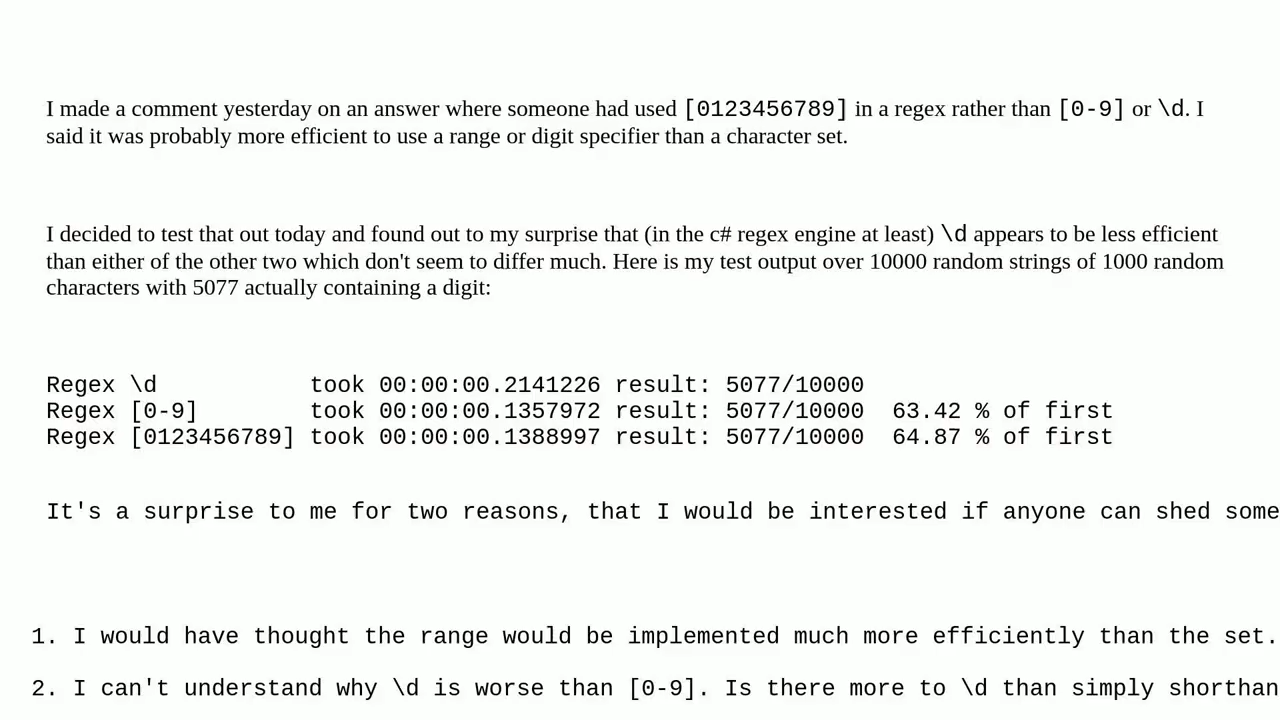 I made a comment yesterday on an answer where someone had used [0123456789] in a regex rather than [0-9] or \d. I
said it was probably more efficient to use a range or digit specifier than a character set.
I decided to test that out today and found out to my surprise that (in the c# regex engine at least) \d appears to be less efficient
than either of the other two which don't seem to differ much. Here is my test output over 10000 random strings of 1000 random
characters with 5077 actually containing a digit:
Regex \d           took 00:00:00.2141226 result: 5077/10000
Regex [0-9]        took 00:00:00.1357972 result: 5077/10000  63.42 % of first
Regex [0123456789] took 00:00:00.1388997 result: 5077/10000  64.87 % of first
It's a surprise to me for two reasons, that I would be interested if anyone can shed some
1. I would have thought the range would be implemented much more efficiently than the set.
2. I can't understand why \d is worse than [0-9]. Is there more to \d than simply shorthan